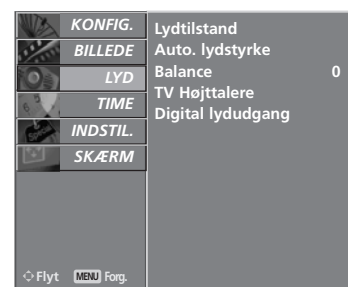 KONFIG.
BILLEDE
LYD
TIME
INDSTIL.
SKÆRM
Lydtilstand
Auto. lydstyrke
Balance 0
TV Højttalere
Digital lydudgang
Flyt MENU Forg.